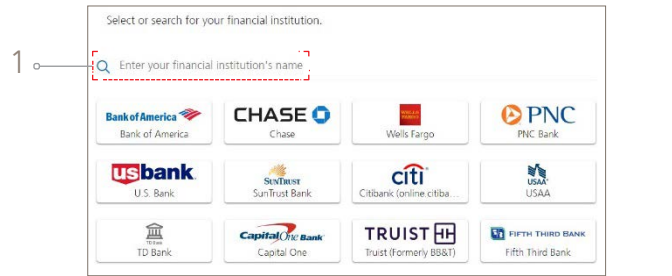 Select or search for your financial institution.
1
Enter your financial institution's name
Bank of America
CHASE
WELLS FARGO
PNC
Bank of America
Chase
Wells Fargo
PNC Bank
usbank
SUNTRUST
citi
USAA
U.S. Bank
SunTrust Bank
Citibank (online.citiba...
USAA
TD Bank
Capital One Bank
TRUIST
FIFTH THIRD BANK
TD Bank
Capital One
Truist (Formerly BB&T)
Fifth Third Bank